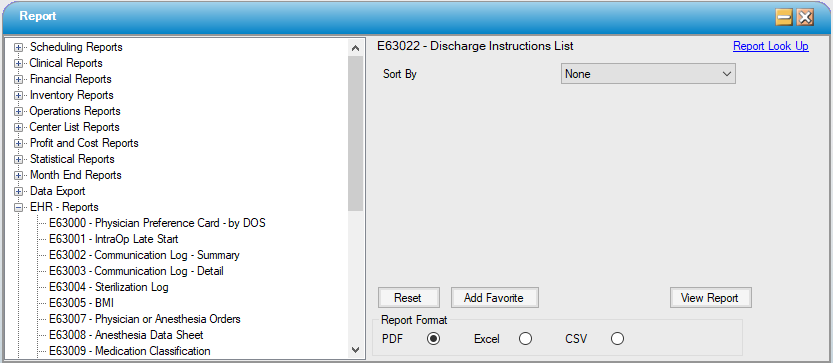 Report
Scheduling Reports
Clinical Reports
Financial Reports
Inventory Reports
Operations Reports
Center List Reports
Profit and Cost Reports
Statistical Reports
Month End Reports
Data Export
EHR - Reports
E63000 - Physician Preference Card - by DOS
E63001 - IntraOp Late Start
E63002 - Communication Log - Summary
E63003 - Communication Log - Detail
E63004 - Sterilization Log
E63005 - BMI
E63007 - Physician or Anesthesia Orders
E63008 - Anesthesia Data Sheet
E63009 - Medication Classification
E63022 - Discharge Instructions List
Report Look Up
Sort By
None
Reset
Add Favorite
View Report
Report Format
PDF
Excel
CSV